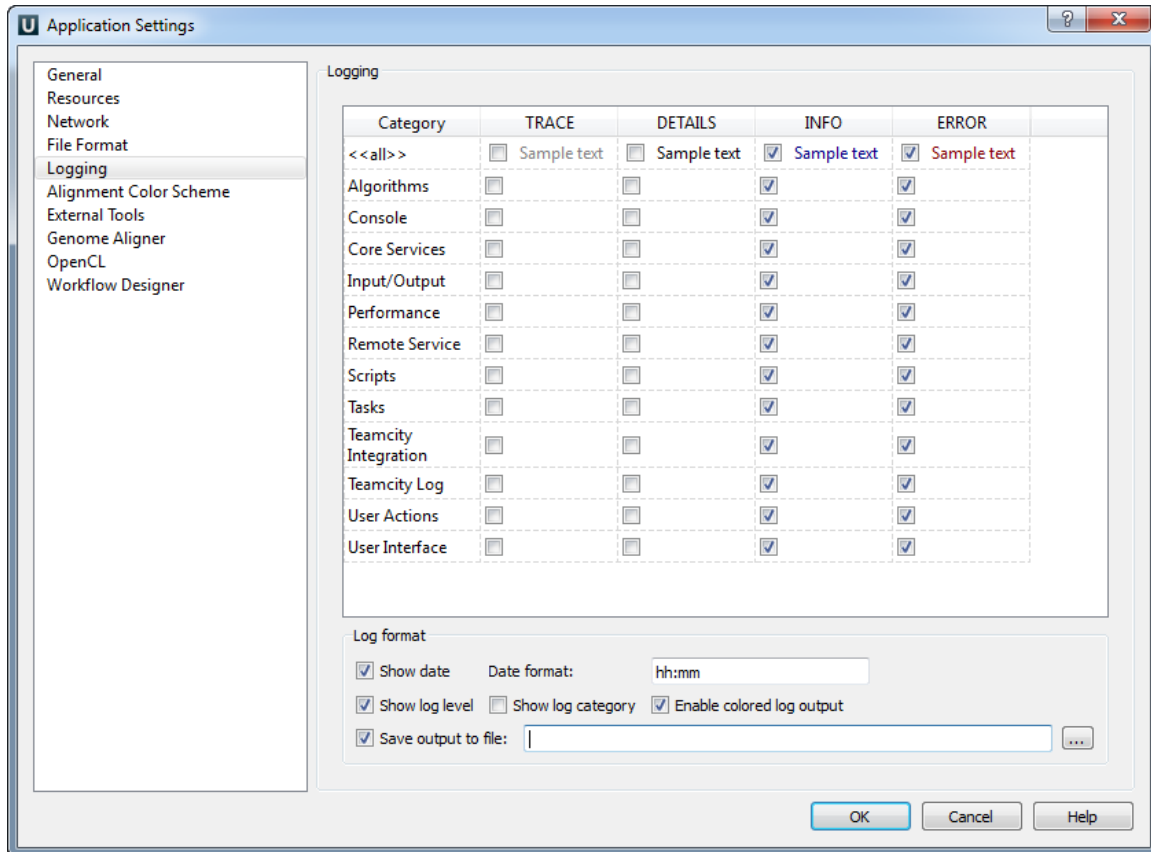 U Application Settings
General
Resources
Network
File Format
Logging
Alignment Color Scheme
External Tools
Genome Aligner
OpenCL
Workflow Designer
Logging
Category TRACE DETAILS INFO ERROR
<<all>> Sample text Sample text Sample text Sample text
Algorithms
Console
Core Services
Input/Output
Performance
Remote Service
Scripts
Tasks
Teamcity
Integration
Teamcity Log
User Actions
User Interface
Log format
Show date Date format: hh:mm
Show log level Show log category Enable colored log output
Save output to file: ...
OK Cancel Help